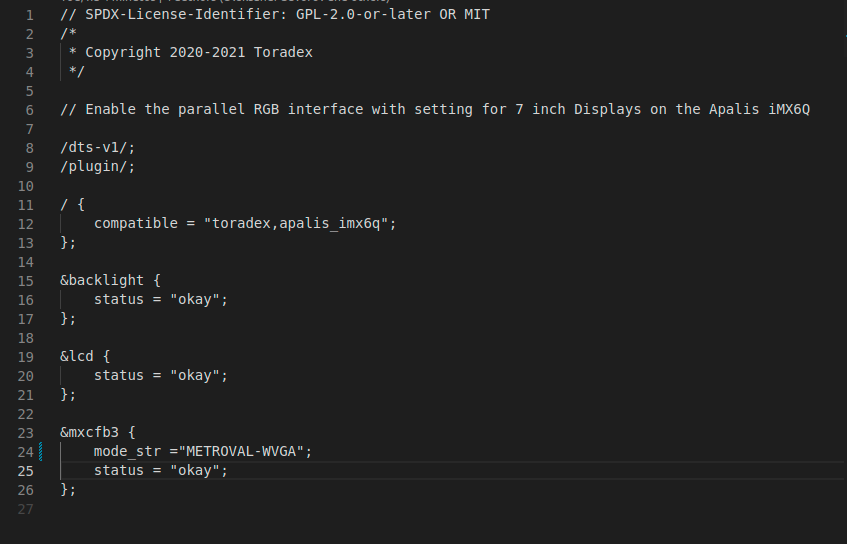 1 // SPDX-License-Identifier: GPL-2.0-or-later OR MIT
2 /*
3  * Copyright 2020-2021 Toradex
4  */
5
6 // Enable the parallel RGB interface with setting for 7 inch Displays on the Apalis iMX6Q
7
8 /dts-v1/;
9 /plugin/;
10
11 / {
12     compatible = "toradex,apalis_imx6q";
13 };
14
15 &backlight {
16     status = "okay";
17 };
18
19 &lcd {
20     status = "okay";
21 };
22
23 &mxcfb3 {
24     mode_str ="METROVAL-WVGA";
25     status = "okay";
26 };
27